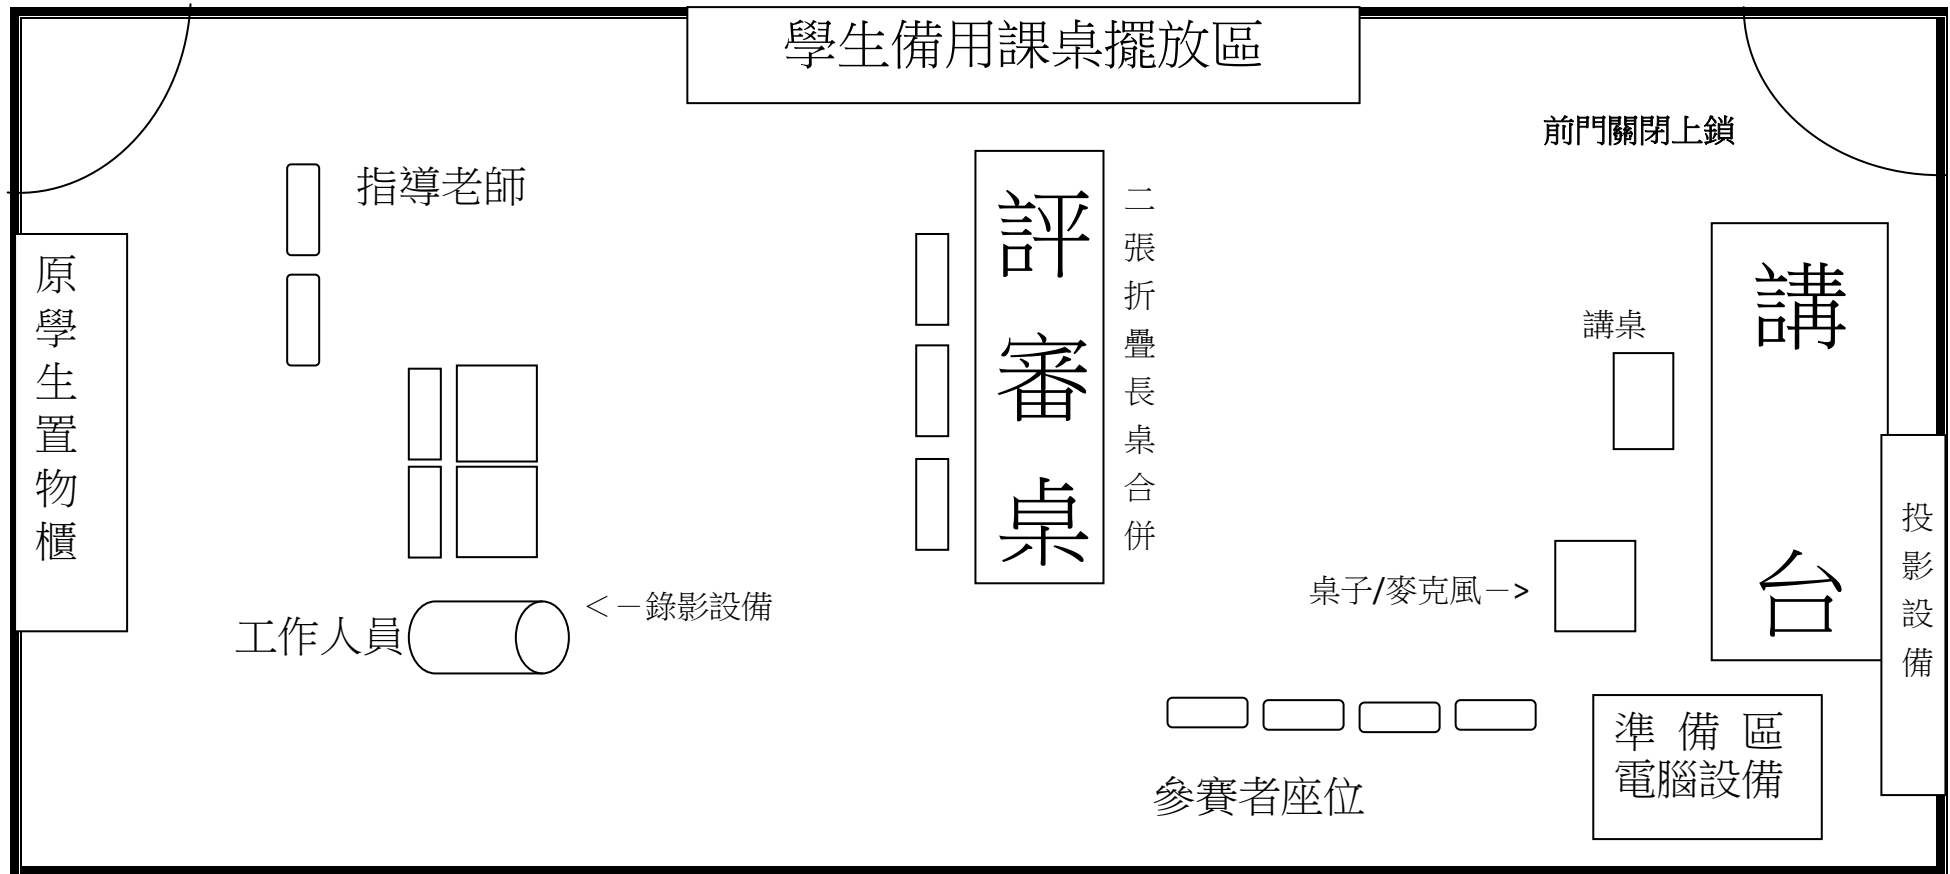 學生備用課桌擺放區
前門關閉上鎖
指導老師
原學生置物櫃
評審桌
二張折疊長桌合併
講台
講桌
投影設備
桌子/麥克風－>
＜－錄影設備
工作人員
準備區
電腦設備
參賽者座位